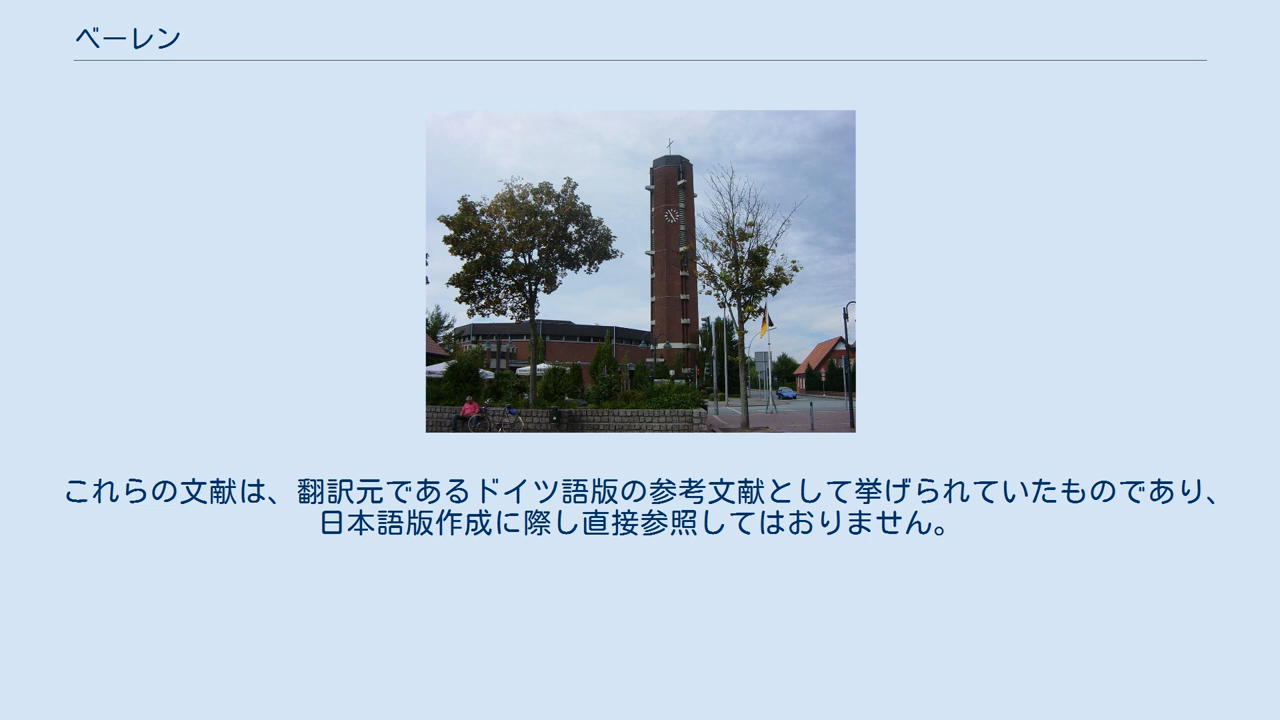 ベーレン
これらの文献は、翻訳元であるドイツ語版の参考文献として挙げられていたものであり、
日本語版作成に際し直接参照してはおりません。